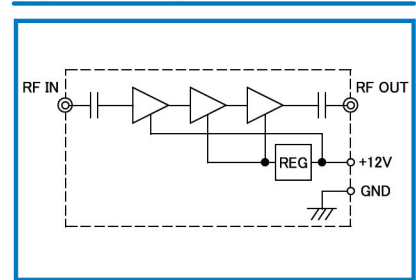 RF IN
RF OUT
REG
+12V
GND